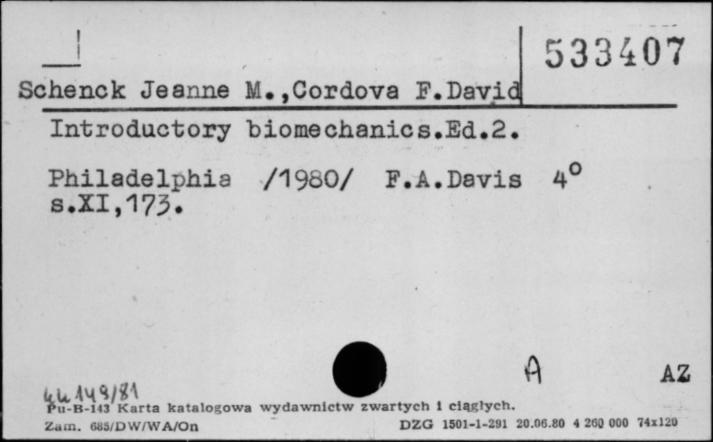 533407
Schenck Jeanne M.,Cordova F.David
Introductory biomechanics.Ed.2.
Philadelphia /1980/ F.A.Davis 4°
s.XI,173.
A AZ
149/81
Pu-B-143 Karta katalogowa wydawnictw zwartych i ciągłych.
Zam. 685/DW/WA/On DZG 1501-1-291 20.06.80 4 260 000 74x120